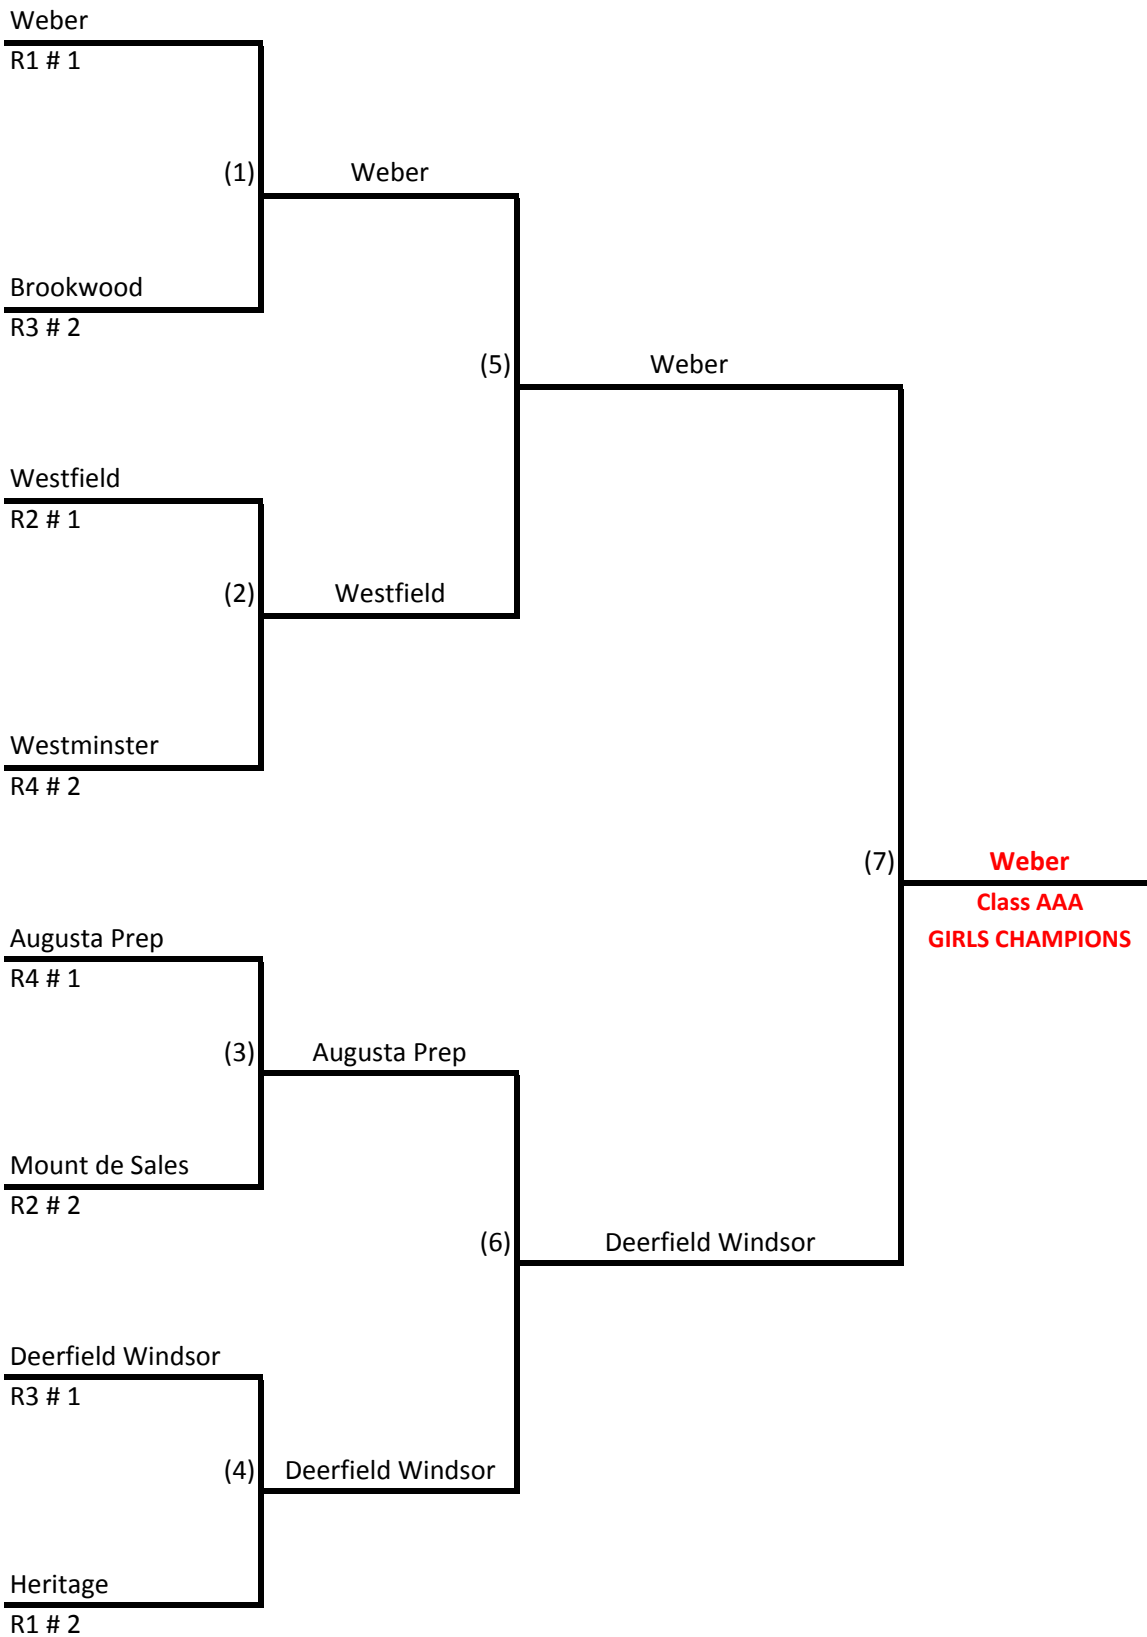 Weber
R1 # 1
(1)
Weber
Brookwood
R3 # 2
(5)
Weber
Westfield
R2 # 1
(2)
Westfield
Westminster
R4 # 2
(7)
Weber
Class AAA
GIRLS CHAMPIONS
Augusta Prep
R4 # 1
(3)
Augusta Prep
Mount de Sales
R2 # 2
(6)
Deerfield Windsor
Deerfield Windsor
R3 # 1
(4)
Deerfield Windsor
Heritage
R1 # 2